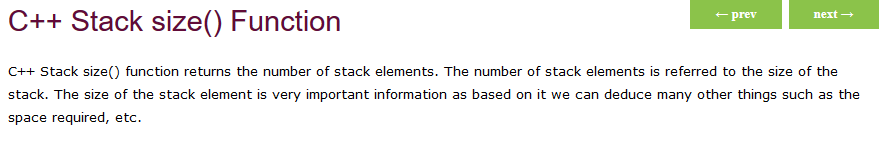 C++ Stack size() Function
← prev
next →
C++ Stack size() function returns the number of stack elements. The number of stack elements is referred to the size of the
stack. The size of the stack element is very important information as based on it we can deduce many other things such as the
space required, etc.